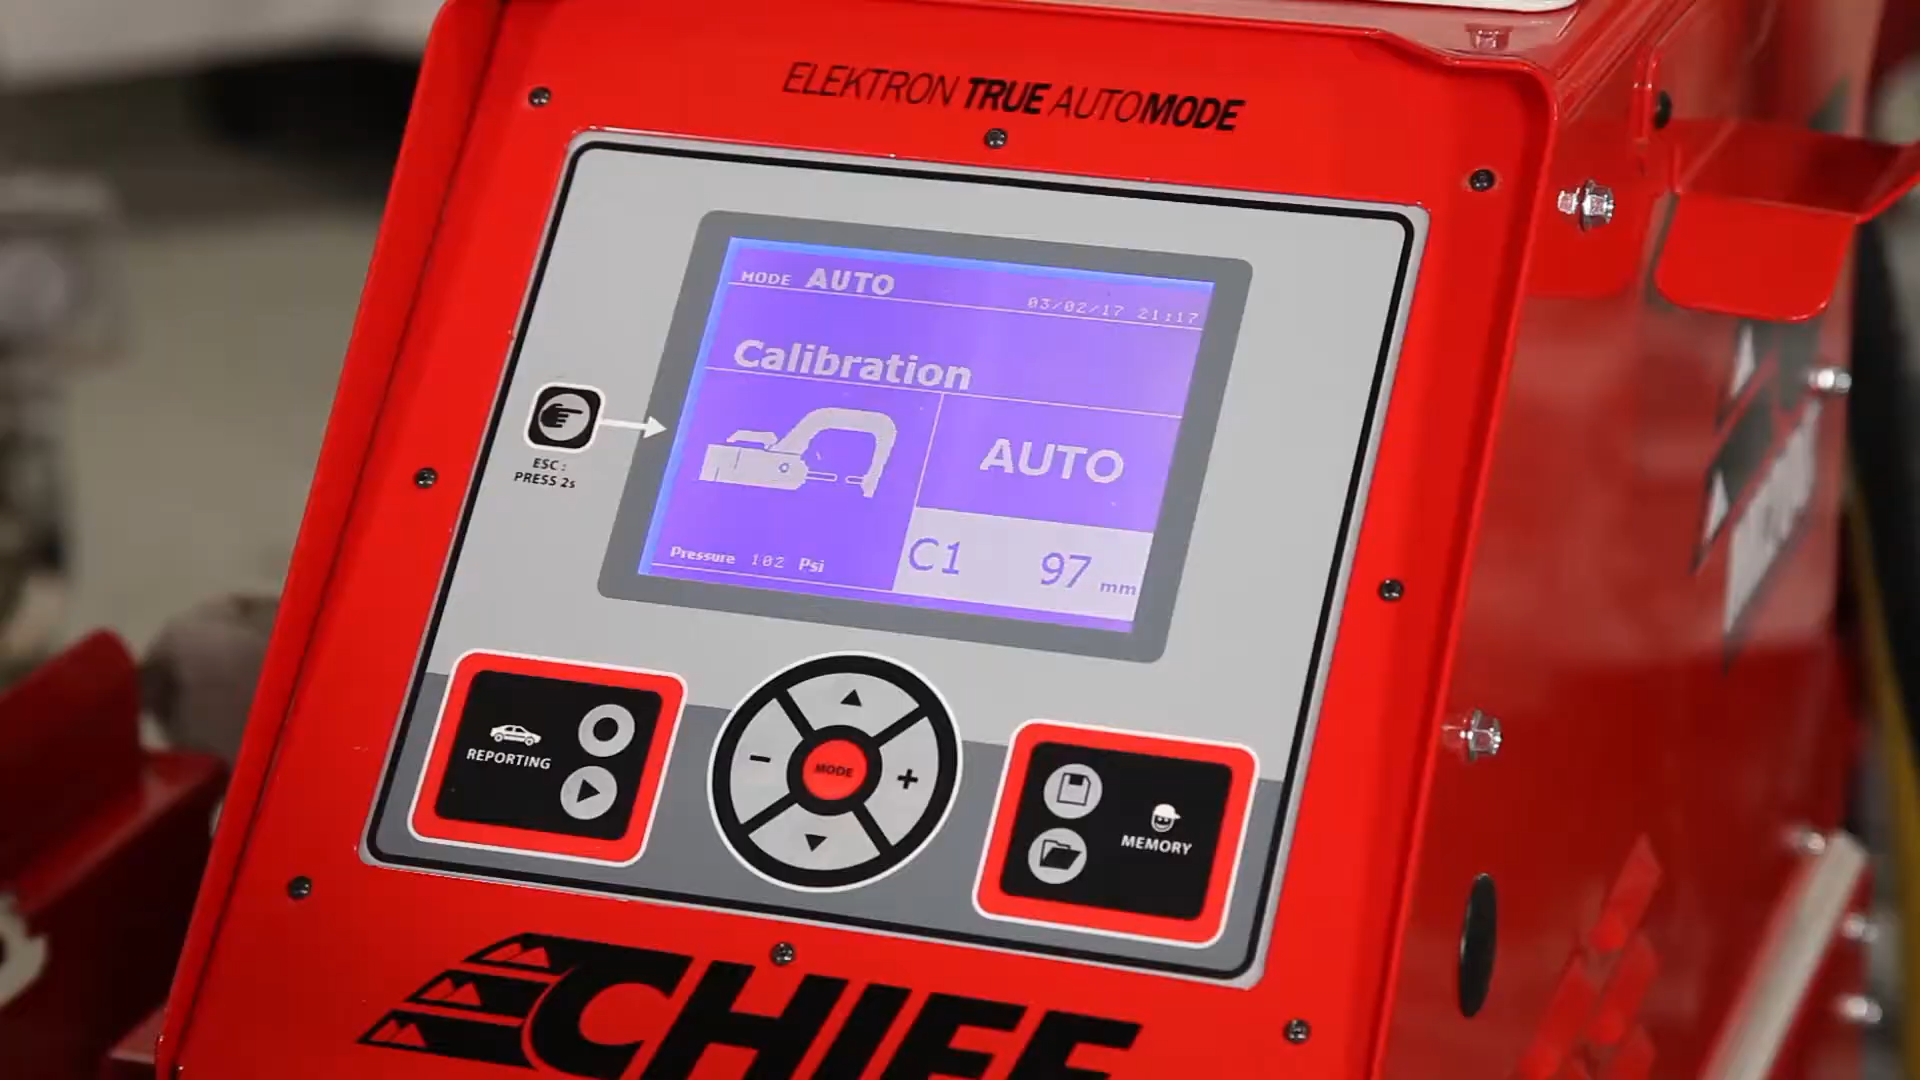 ELEKTRON TRUE AUTOMODE
MODE AUTO
03/02/17 21:17
Calibration
AUTO
C1 97 mm
Pressure 102 Psi
ESC :
PRESS 2s
REPORTING
MODE
- +
MEMORY
CHIEF